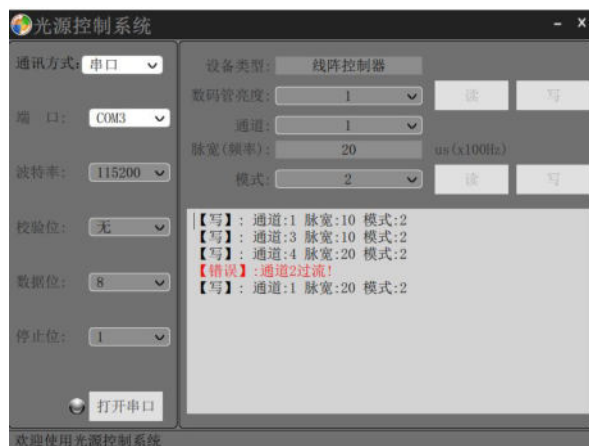 光源控制系统
通讯方式: 串口
端 口: COM3
波特率: 115200
校验位: 无
数据位: 8
停止位: 1
打开串口
设备类型: 线阵控制器
数码管亮度: 1 读 写
通道: 1
脉宽(频率): 20 us(x100Hz)
模式: 2 读 写
【写】: 通道:1 脉宽:10 模式:2
【写】: 通道:3 脉宽:10 模式:2
【写】: 通道:4 脉宽:20 模式:2
【错误】:通道2过流!
【写】: 通道:1 脉宽:20 模式:2
欢迎使用光源控制系统